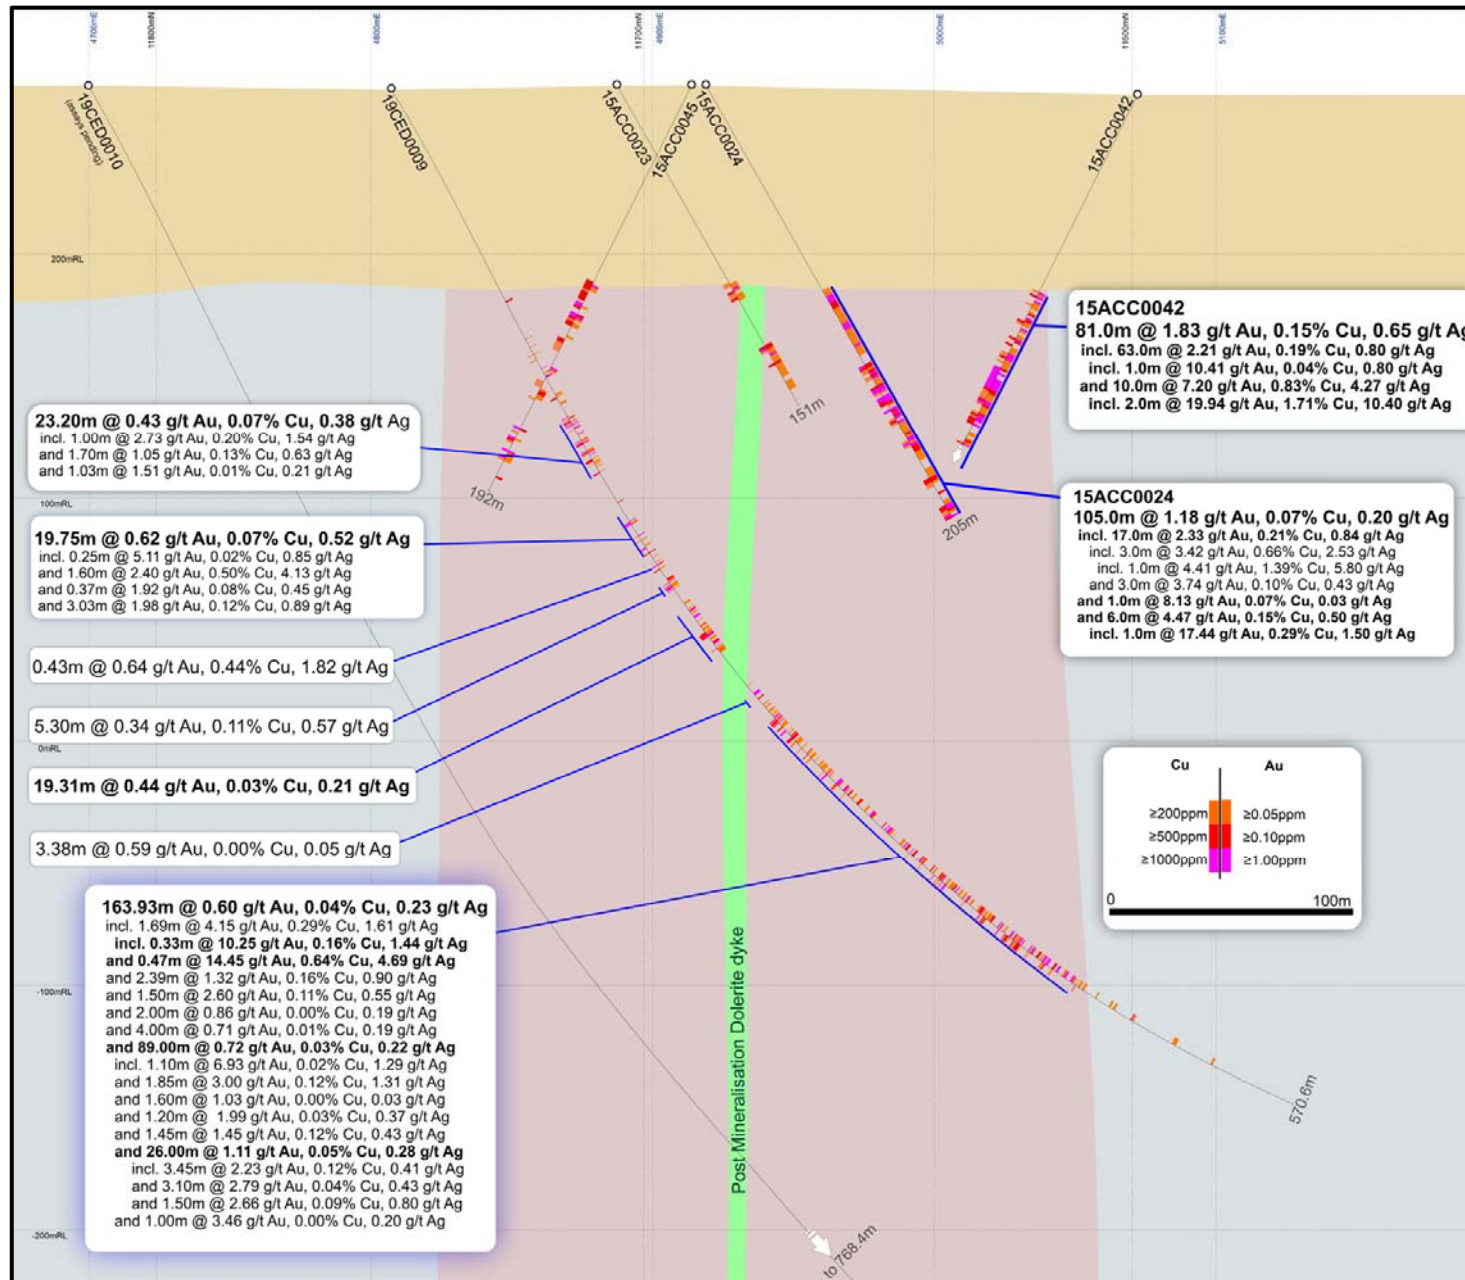 4700mE
11800mN
4800mE
11700mN
4900mE
5000mE
11600mN
5100mE
19CED0010
(assays pending)
19CED0009
15ACC0023
15ACC0045
15ACC0024
15ACC0042
200mRL
100mRL
0mRL
-100mRL
-200mRL
151m
192m
205m
15ACC0042
81.0m @ 1.83 g/t Au, 0.15% Cu, 0.65 g/t Ag
incl. 63.0m @ 2.21 g/t Au, 0.19% Cu, 0.80 g/t Ag
incl. 1.0m @ 10.41 g/t Au, 0.04% Cu, 0.80 g/t Ag
and 10.0m @ 7.20 g/t Au, 0.83% Cu, 4.27 g/t Ag
incl. 2.0m @ 19.94 g/t Au, 1.71% Cu, 10.40 g/t Ag
23.20m @ 0.43 g/t Au, 0.07% Cu, 0.38 g/t Ag
incl. 1.00m @ 2.73 g/t Au, 0.20% Cu, 1.54 g/t Ag
and 1.70m @ 1.05 g/t Au, 0.13% Cu, 0.63 g/t Ag
and 1.03m @ 1.51 g/t Au, 0.01% Cu, 0.21 g/t Ag
15ACC0024
105.0m @ 1.18 g/t Au, 0.07% Cu, 0.20 g/t Ag
incl. 17.0m @ 2.33 g/t Au, 0.21% Cu, 0.84 g/t Ag
incl. 3.0m @ 3.42 g/t Au, 0.66% Cu, 2.53 g/t Ag
incl. 1.0m @ 4.41 g/t Au, 1.39% Cu, 5.80 g/t Ag
and 3.0m @ 3.74 g/t Au, 0.10% Cu, 0.43 g/t Ag
and 1.0m @ 8.13 g/t Au, 0.07% Cu, 0.03 g/t Ag
and 6.0m @ 4.47 g/t Au, 0.15% Cu, 0.50 g/t Ag
incl. 1.0m @ 17.44 g/t Au, 0.29% Cu, 1.50 g/t Ag
19.75m @ 0.62 g/t Au, 0.07% Cu, 0.52 g/t Ag
incl. 0.25m @ 5.11 g/t Au, 0.02% Cu, 0.85 g/t Ag
and 1.60m @ 2.40 g/t Au, 0.50% Cu, 4.13 g/t Ag
and 0.37m @ 1.92 g/t Au, 0.08% Cu, 0.45 g/t Ag
and 3.03m @ 1.98 g/t Au, 0.12% Cu, 0.89 g/t Ag
0.43m @ 0.64 g/t Au, 0.44% Cu, 1.82 g/t Ag
5.30m @ 0.34 g/t Au, 0.11% Cu, 0.57 g/t Ag
19.31m @ 0.44 g/t Au, 0.03% Cu, 0.21 g/t Ag
3.38m @ 0.59 g/t Au, 0.00% Cu, 0.05 g/t Ag
Cu Au
≥200ppm ≥0.05ppm
≥500ppm ≥0.10ppm
≥1000ppm ≥1.00ppm
0 100m
163.93m @ 0.60 g/t Au, 0.04% Cu, 0.23 g/t Ag
incl. 1.69m @ 4.15 g/t Au, 0.29% Cu, 1.61 g/t Ag
incl. 0.33m @ 10.25 g/t Au, 0.16% Cu, 1.44 g/t Ag
and 0.47m @ 14.45 g/t Au, 0.64% Cu, 4.69 g/t Ag
and 2.39m @ 1.32 g/t Au, 0.16% Cu, 0.90 g/t Ag
and 1.50m @ 2.60 g/t Au, 0.11% Cu, 0.55 g/t Ag
and 2.00m @ 0.86 g/t Au, 0.00% Cu, 0.19 g/t Ag
and 4.00m @ 0.71 g/t Au, 0.01% Cu, 0.19 g/t Ag
and 89.00m @ 0.72 g/t Au, 0.03% Cu, 0.22 g/t Ag
incl. 1.10m @ 6.93 g/t Au, 0.02% Cu, 1.29 g/t Ag
and 1.85m @ 3.00 g/t Au, 0.12% Cu, 1.31 g/t Ag
and 1.60m @ 1.03 g/t Au, 0.00% Cu, 0.03 g/t Ag
and 1.20m @ 1.99 g/t Au, 0.03% Cu, 0.37 g/t Ag
and 1.45m @ 1.45 g/t Au, 0.12% Cu, 0.43 g/t Ag
and 26.00m @ 1.11 g/t Au, 0.05% Cu, 0.28 g/t Ag
incl. 3.45m @ 2.23 g/t Au, 0.12% Cu, 0.41 g/t Ag
and 3.10m @ 2.79 g/t Au, 0.04% Cu, 0.43 g/t Ag
and 1.50m @ 2.66 g/t Au, 0.09% Cu, 0.80 g/t Ag
and 1.00m @ 3.46 g/t Au, 0.00% Cu, 0.20 g/t Ag
Post Mineralisation Dolerite dyke
570.6m
to 768.4m